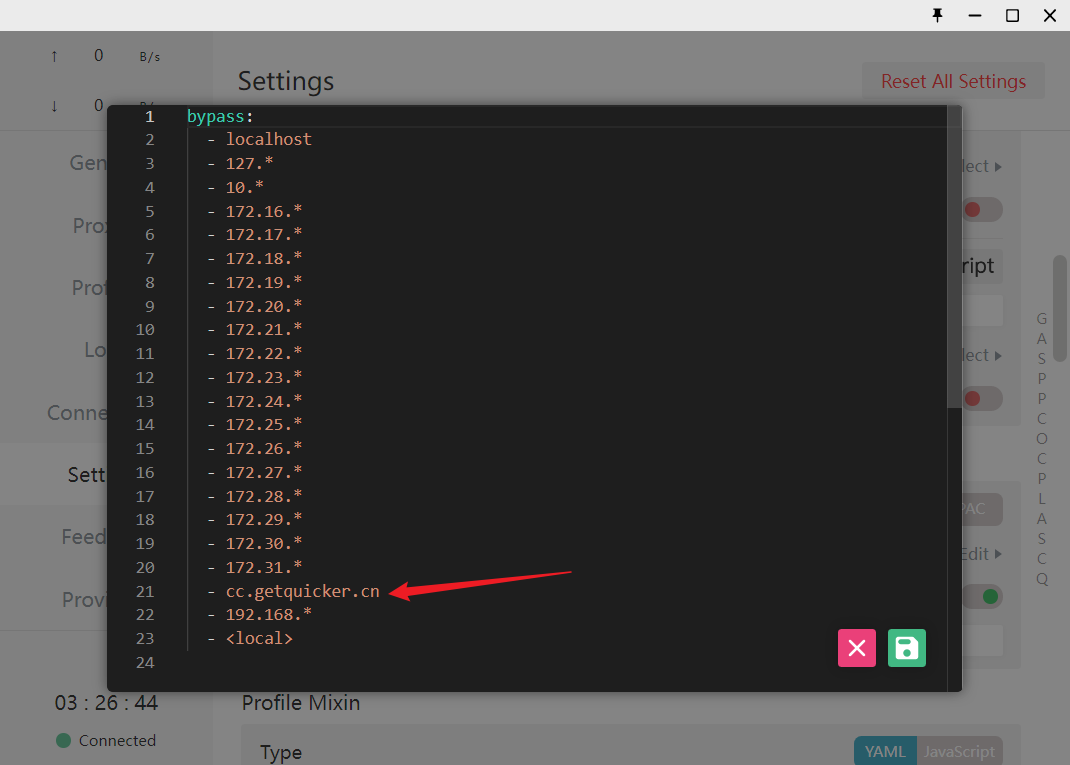 ↑ 0 B/s
Settings
Reset All Settings
↓ 0
1 bypass:
2 - localhost
3 - 127.*
4 - 10.*
5 - 172.16.*
6 - 172.17.*
7 - 172.18.*
8 - 172.19.*
9 - 172.20.*
10 - 172.21.*
11 - 172.22.*
12 - 172.23.*
13 - 172.24.*
14 - 172.25.*
15 - 172.26.*
16 - 172.27.*
17 - 172.28.*
18 - 172.29.*
19 - 172.30.*
20 - 172.31.*
21 - cc.getquicker.cn
22 - 192.168.*
23 - <local>
24
Gen
Prox
Prof
Lo
Conne
Sett
Feed
Provi
03 : 26 : 44
Connected
lect
ript
lect
PAC
Edit
G
A
S
P
P
C
O
C
P
L
A
S
C
Q
Profile Mixin
Type
YAML
JavaScript